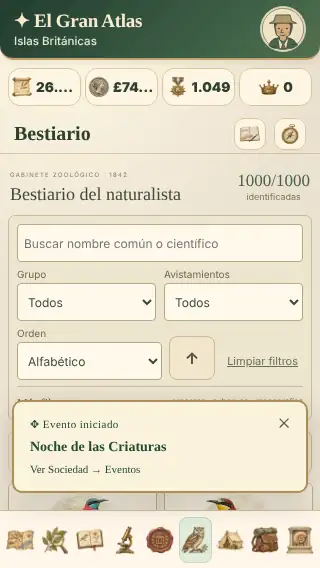 ✦ El Gran Atlas
Islas Británicas
26.... £74... 1.049 0
Bestiario
GABINETE ZOOLÓGICO · 1842
Bestiario del naturalista
1000/1000
identificadas
Buscar nombre común o científico
Grupo Avistamientos
Todos Todos
Orden
Alfabético ↑ Limpiar filtros
✥ Evento iniciado ×
Noche de las Criaturas
Ver Sociedad → Eventos